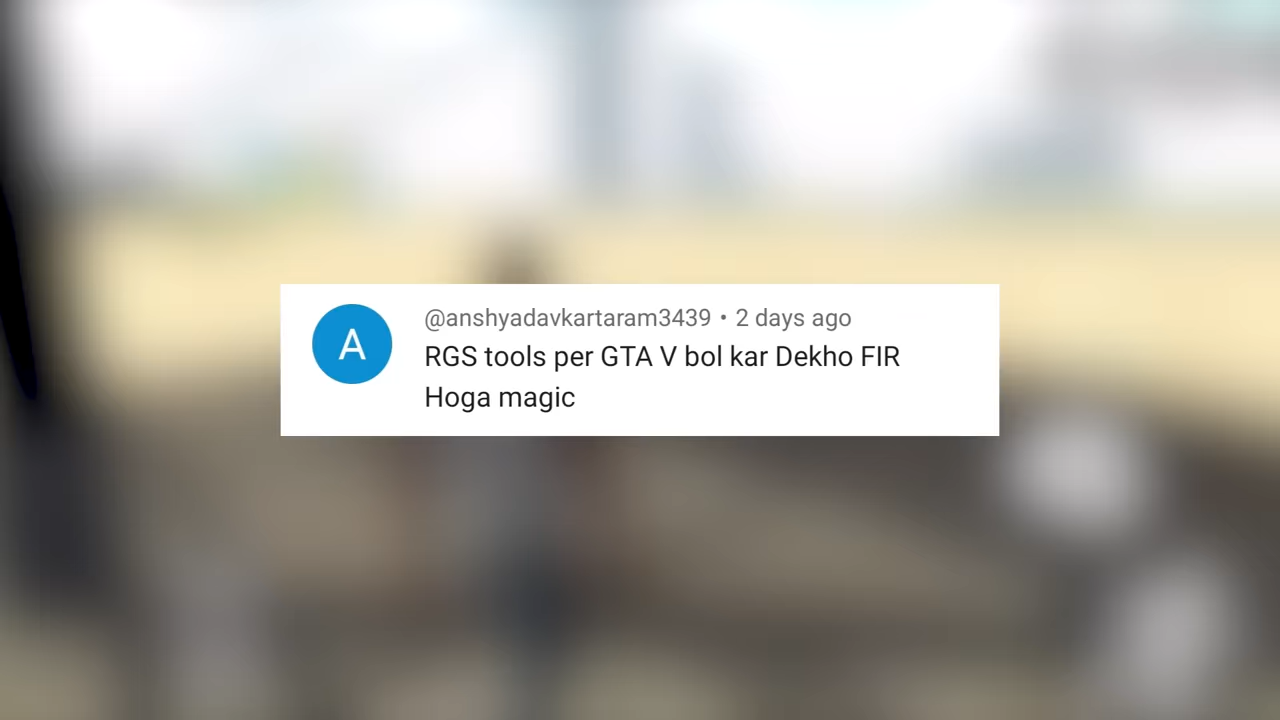 A
@anshyadavkartaram3439 • 2 days ago
RGS tools per GTA V bol kar Dekho FIR
Hoga magic